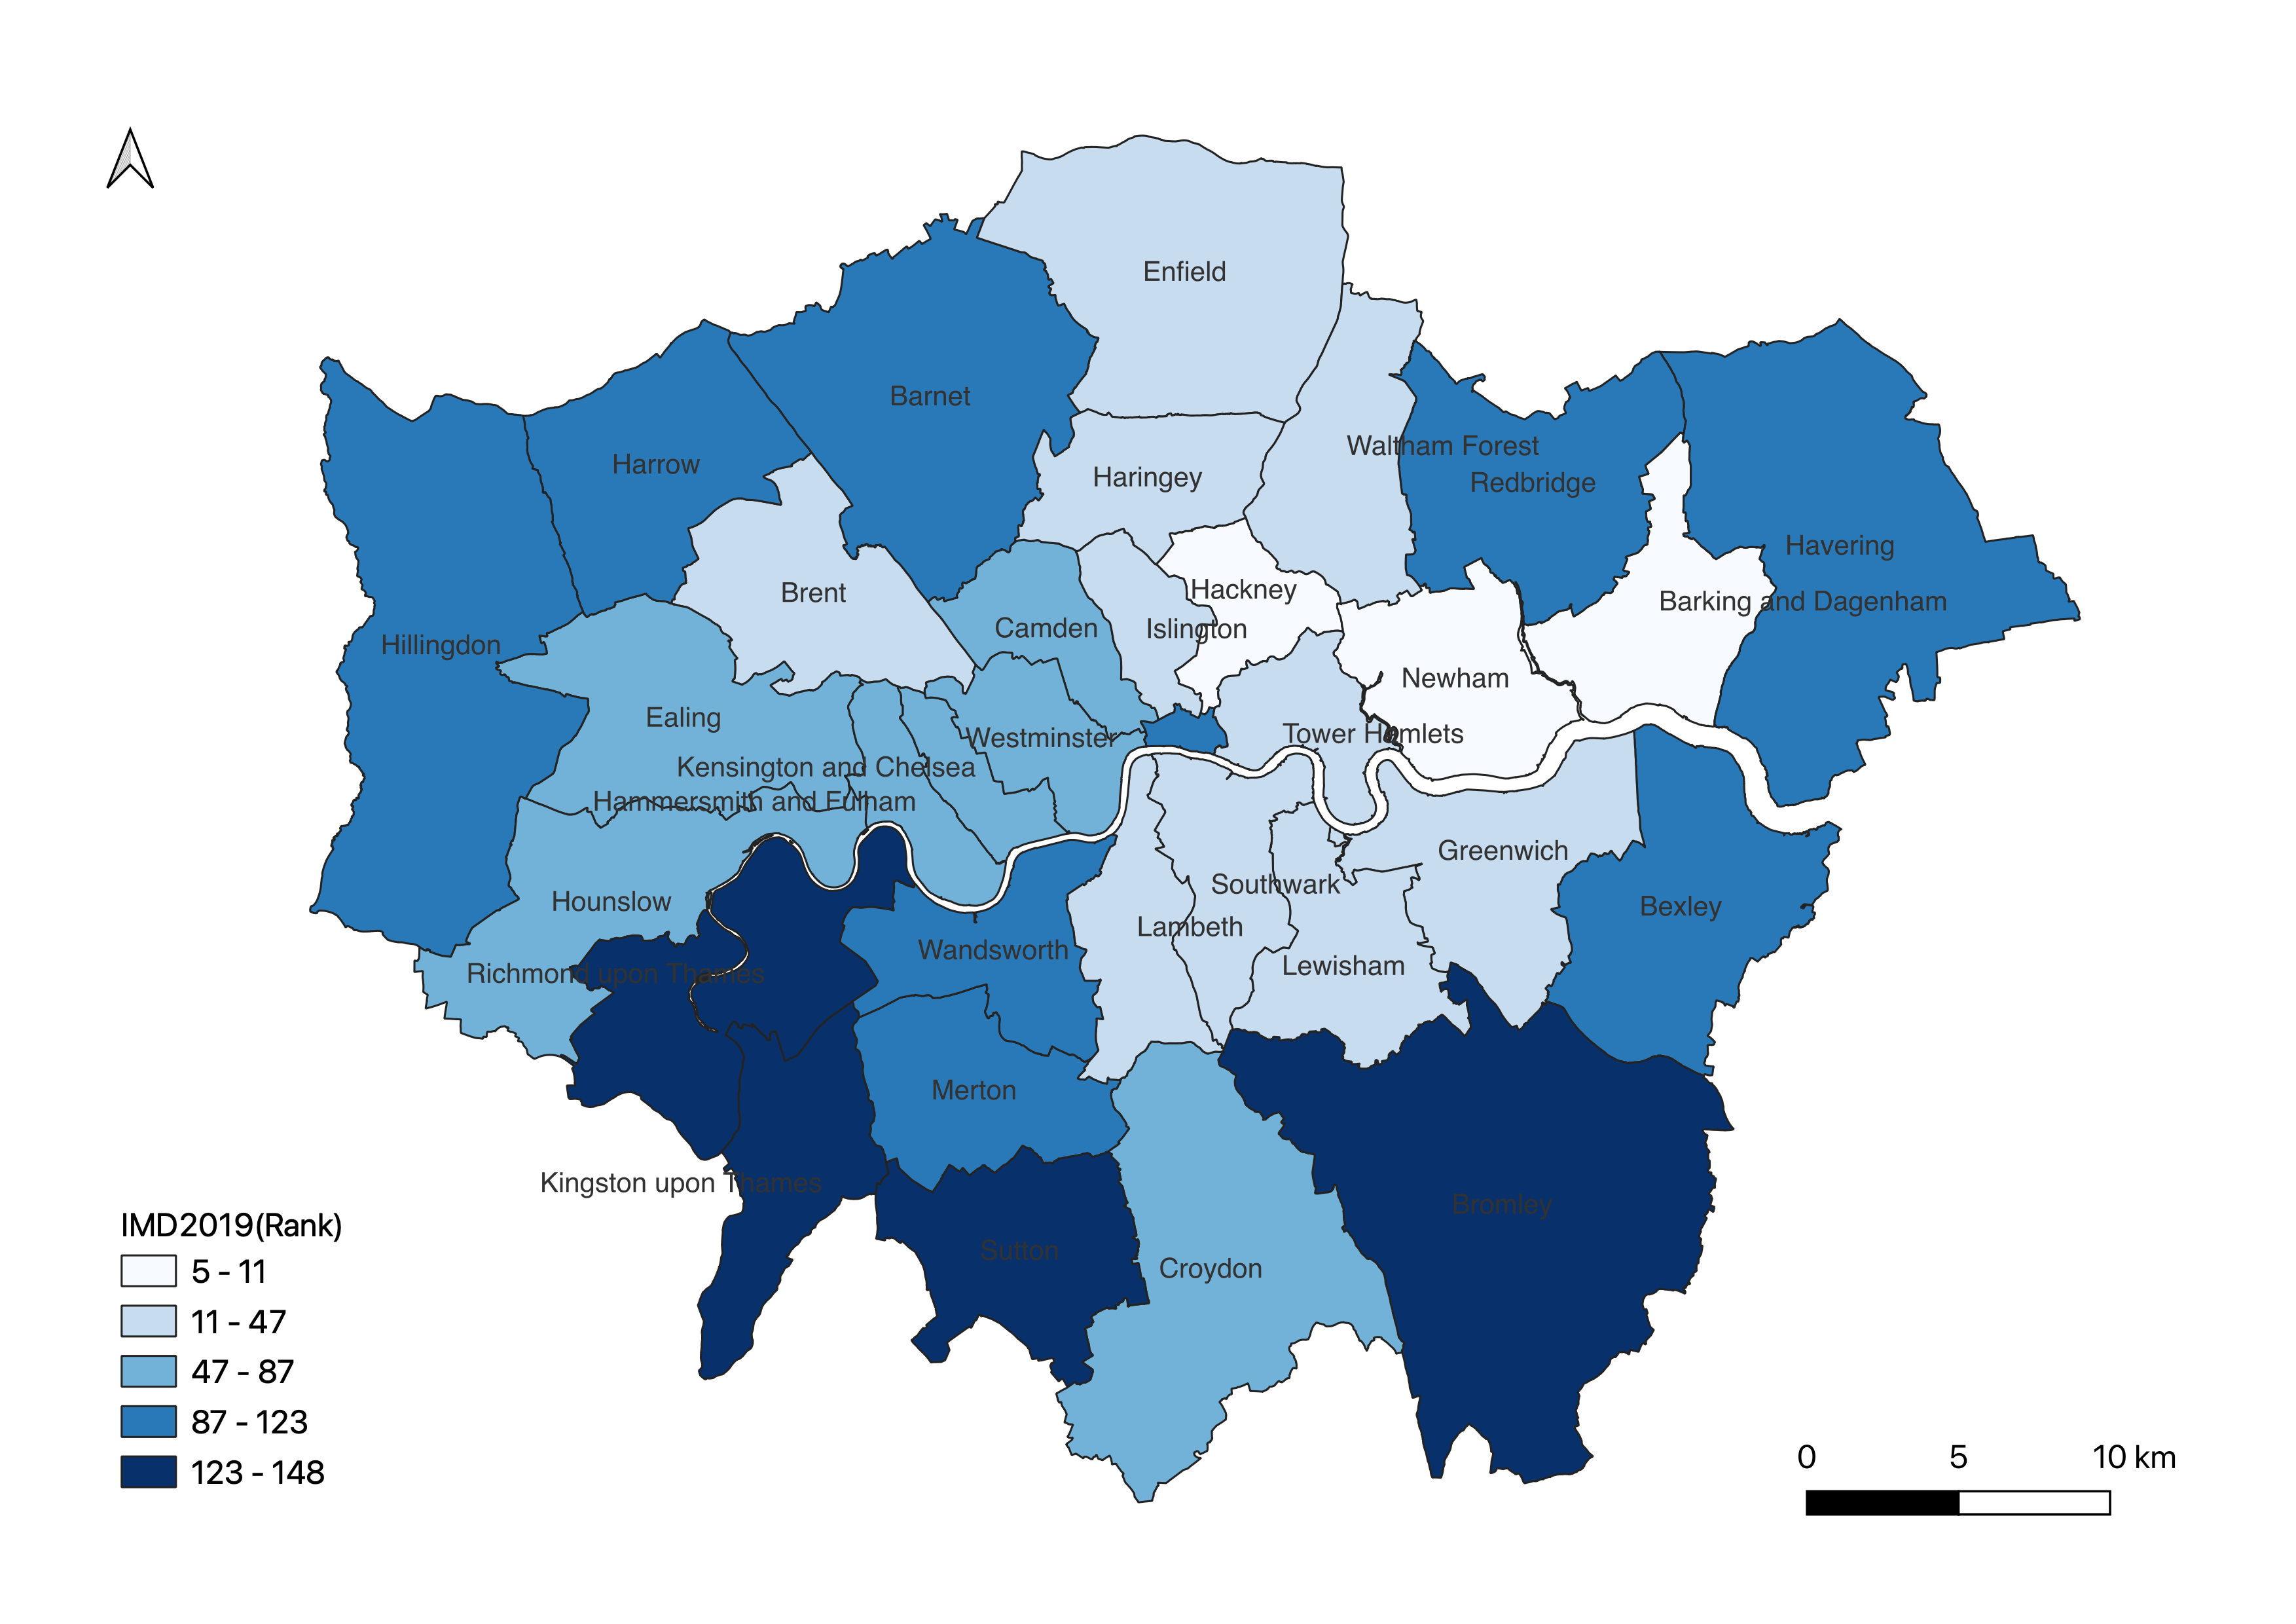 Enfield
Barnet
Waltham Forest
Harrow
Haringey
Redbridge
Havering
Hackney
Brent
Barking and Dagenham
Camden
Islington
Hillingdon
Newham
Ealing
Tower Hamlets
Westminster
Kensington and Chelsea
Hammersmith and Fulham
Greenwich
Southwark
Hounslow
Bexley
Lambeth
Wandsworth
Lewisham
Richmond upon Thames
Merton
Kingston upon Thames
Bromley
Sutton
Croydon
IMD2019(Rank)
5 - 11
11 - 47
47 - 87
87 - 123
123 - 148
0 5 10 km